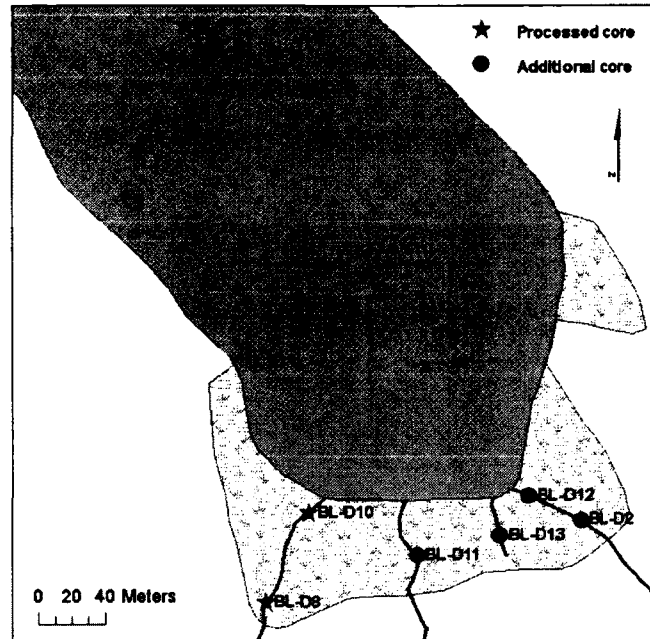 Processed core
Additional core
z
BL-D12
BL-D10
BL-D2
BL-D13
BL-D11
BL-D8
0 20 40 Meters